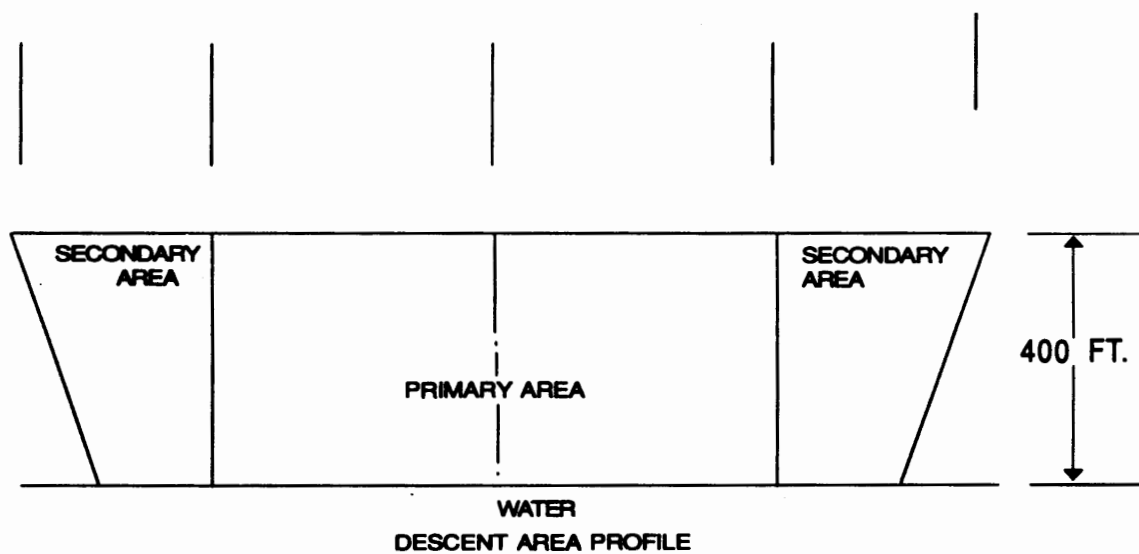 SECONDARY
AREA
SECONDARY
AREA
400 FT.
PRIMARY AREA
WATER
DESCENT AREA PROFILE